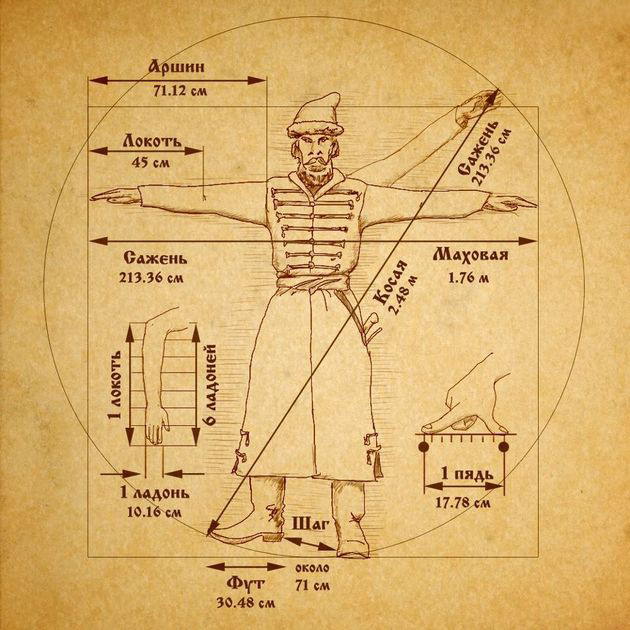 Аршин
71.12 см
Локоть
45 см
Сажень
213.36 см
Сажень
213.36 см
Маховая
1.76 м
Косая
2.48 м
1 локоть
6 ладоней
1 ладонь
10.16 см
1 пядь
17.78 см
Шаг
около
71 см
Фут
30.48 см